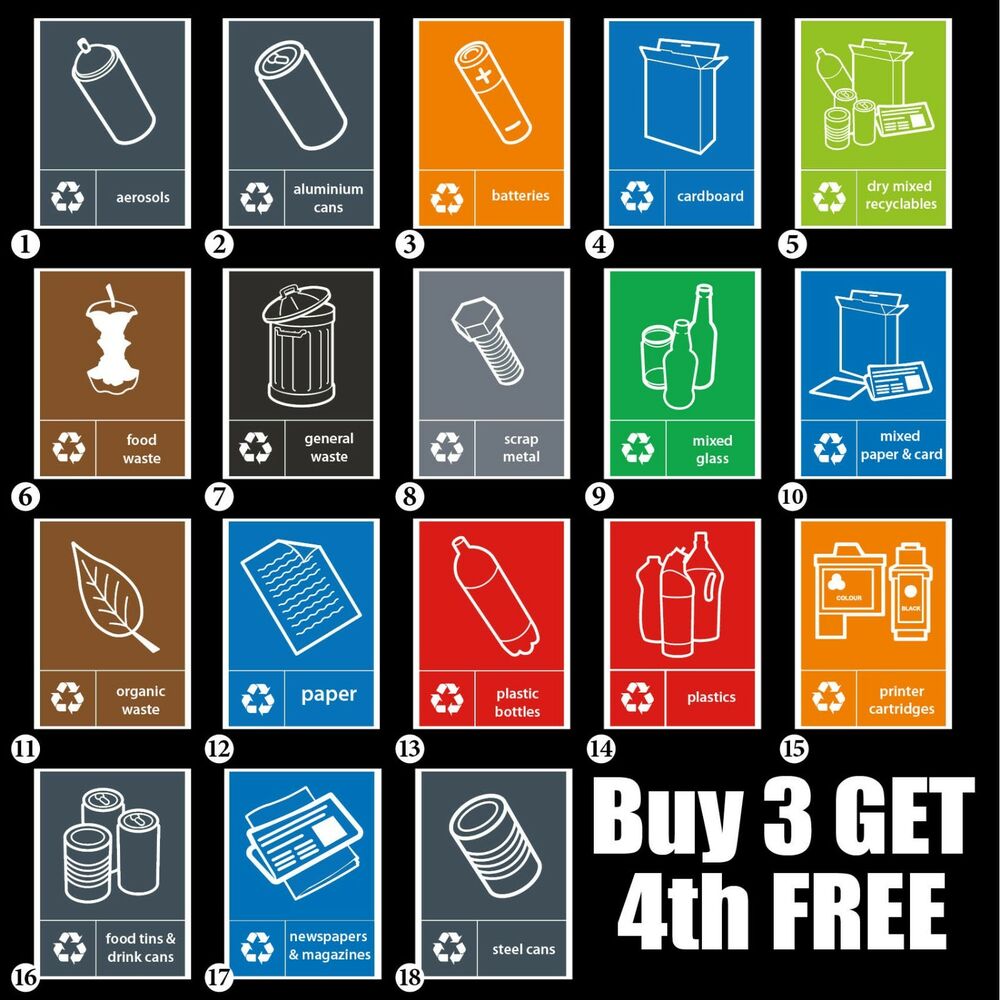 aerosols
1
aluminium
cans
2
batteries
3
cardboard
4
dry mixed
recyclables
5
food
waste
6
general
waste
7
scrap
metal
8
mixed
glass
9
mixed
paper & card
10
organic
waste
11
paper
12
plastic
bottles
13
plastics
14
COLOUR
BLACK
printer
cartridges
15
food tins &
drink cans
16
newspapers
& magazines
17
steel cans
18
Buy 3 GET
4th FREE